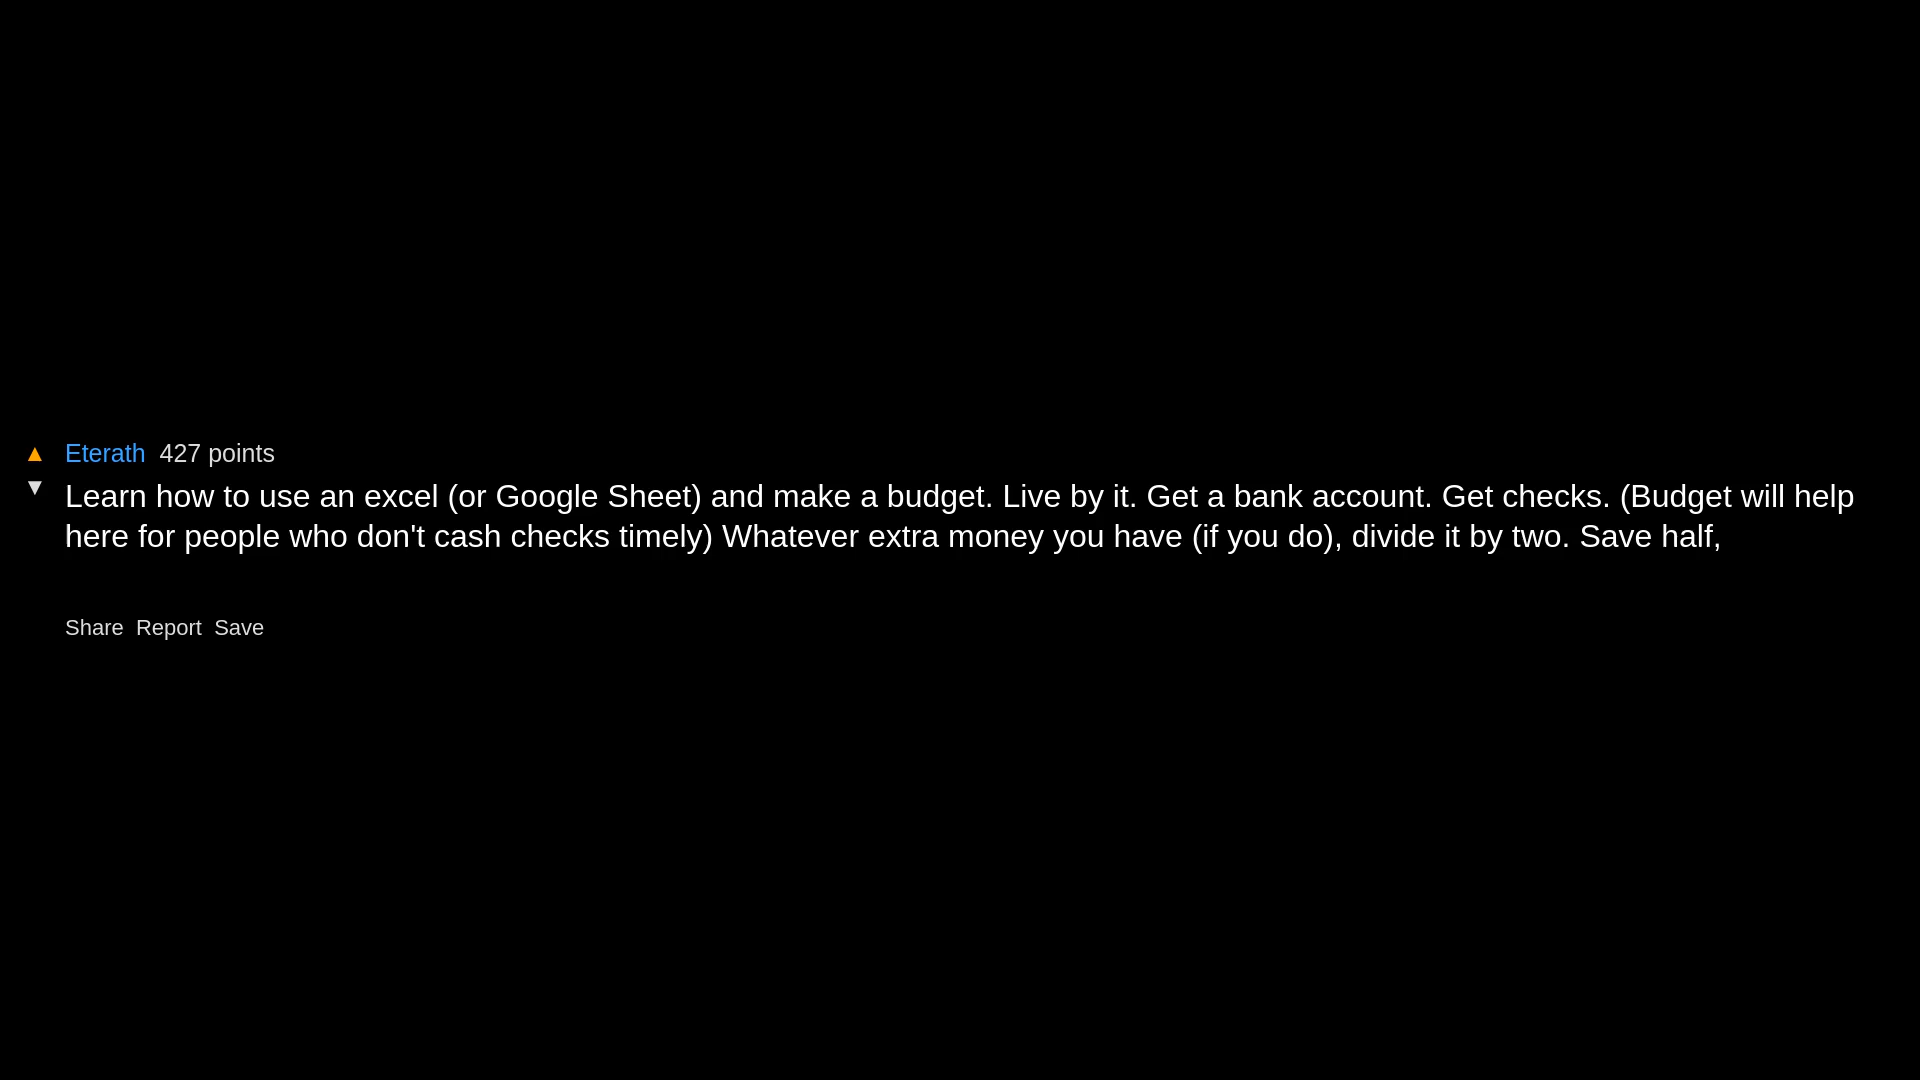 ▲ Eterath 427 points
▼ Learn how to use an excel (or Google Sheet) and make a budget. Live by it. Get a bank account. Get checks. (Budget will help
here for people who don't cash checks timely) Whatever extra money you have (if you do), divide it by two. Save half,
Share Report Save